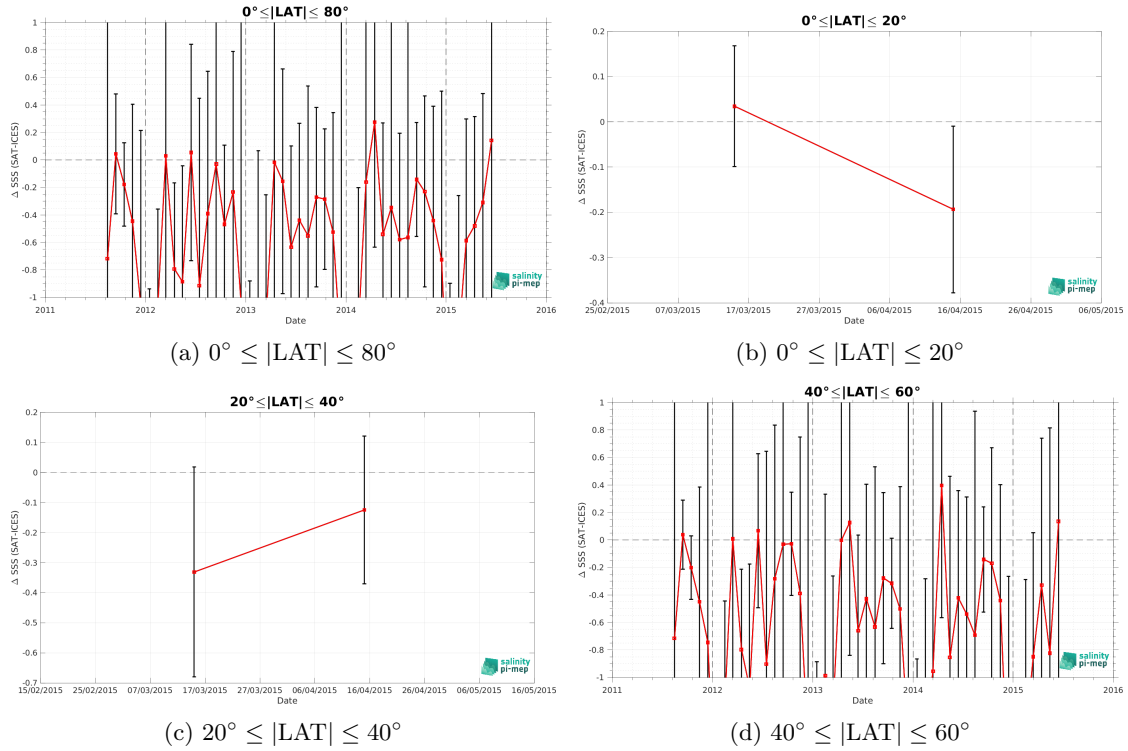 0°≤|LAT|≤ 80°
1
0.8
0.6
0.4
0.2
0
-0.2
-0.4
-0.6
-0.8
-1
Δ SSS (SAT-ICES)
2011
2012
2013
2014
2015
2016
Date
salinity
pi-mep
(a) 0° ≤ |LAT| ≤ 80°
0°≤|LAT|≤ 20°
0.2
0.1
0
-0.1
-0.2
-0.3
-0.4
Δ SSS (SAT-ICES)
25/02/2015
07/03/2015
17/03/2015
27/03/2015
06/04/2015
16/04/2015
26/04/2015
06/05/2015
Date
salinity
pi-mep
(b) 0° ≤ |LAT| ≤ 20°
20°≤|LAT|≤ 40°
0.2
0.1
0
-0.1
-0.2
-0.3
-0.4
-0.5
-0.6
-0.7
Δ SSS (SAT-ICES)
15/02/2015
25/02/2015
07/03/2015
17/03/2015
27/03/2015
06/04/2015
16/04/2015
26/04/2015
06/05/2015
16/05/2015
Date
salinity
pi-mep
(c) 20° ≤ |LAT| ≤ 40°
40°≤|LAT|≤ 60°
1
0.8
0.6
0.4
0.2
0
-0.2
-0.4
-0.6
-0.8
-1
Δ SSS (SAT-ICES)
2011
2012
2013
2014
2015
2016
Date
salinity
pi-mep
(d) 40° ≤ |LAT| ≤ 60°